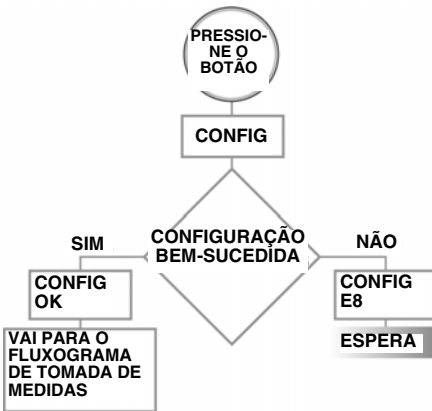 PRESSIO-
NE O
BOTÃO
CONFIG
CONFIGURAÇÃO
BEM-SUCEDIDA
SIM
CONFIG
OK
VAI PARA O
FLUXOGRAMA
DE TOMADA DE
MEDIDAS
NÃO
CONFIG
E8
ESPERA